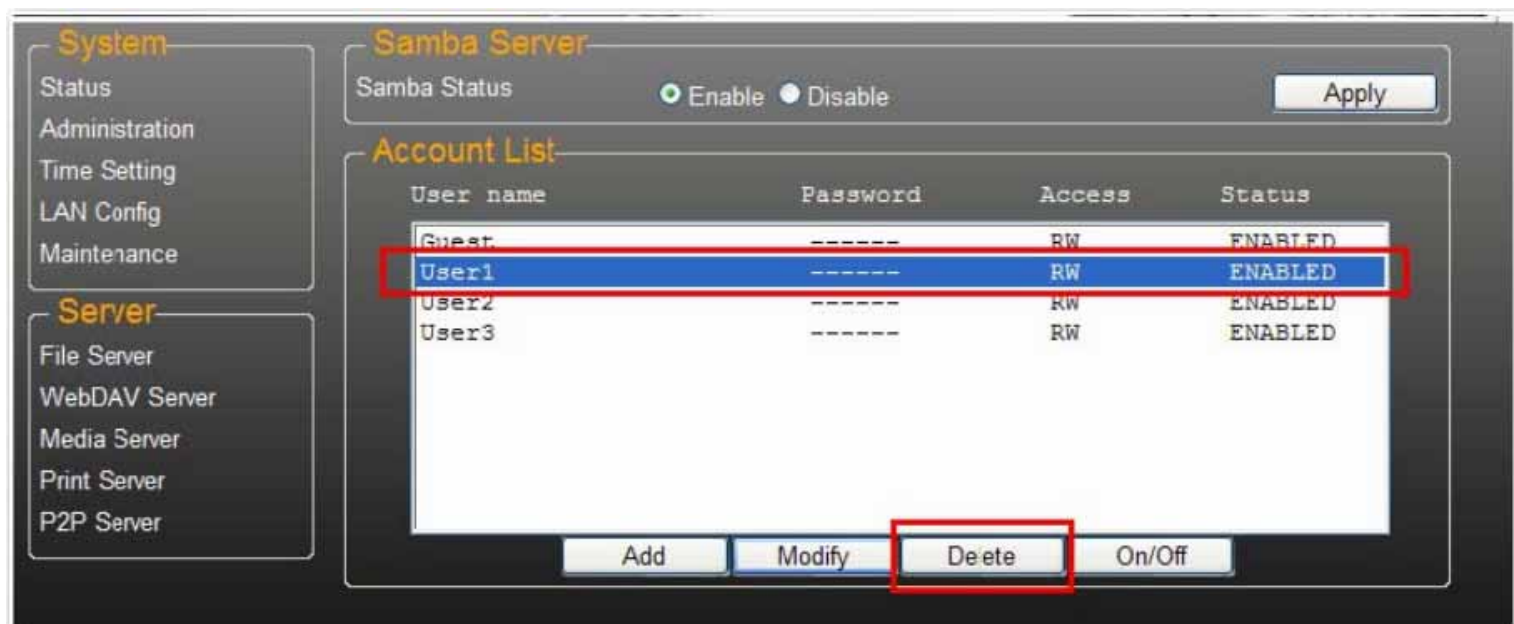 System
Status
Administration
Time Setting
LAN Config
Maintenance
Server
File Server
WebDAV Server
Media Server
Print Server
P2P Server
Samba Server
Samba Status Enable Disable Apply
Account List
User name Password Access Status
Guest ------ RW ENABLED
User1 ------ RW ENABLED
User2 ------ RW ENABLED
User3 ------ RW ENABLED
Add Modify Delete On/Off